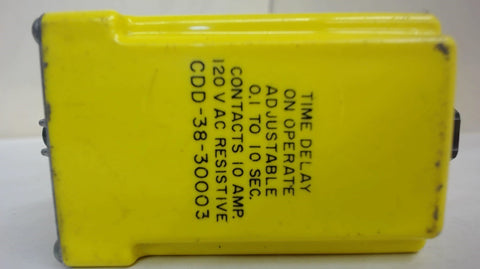 TIME DELAY
ON OPERATE
ADJUSTABLE
0.1 TO 10 SEC.
CONTACTS 10 AMP.
120 V AC RESISTIVE
CDD-38-30003